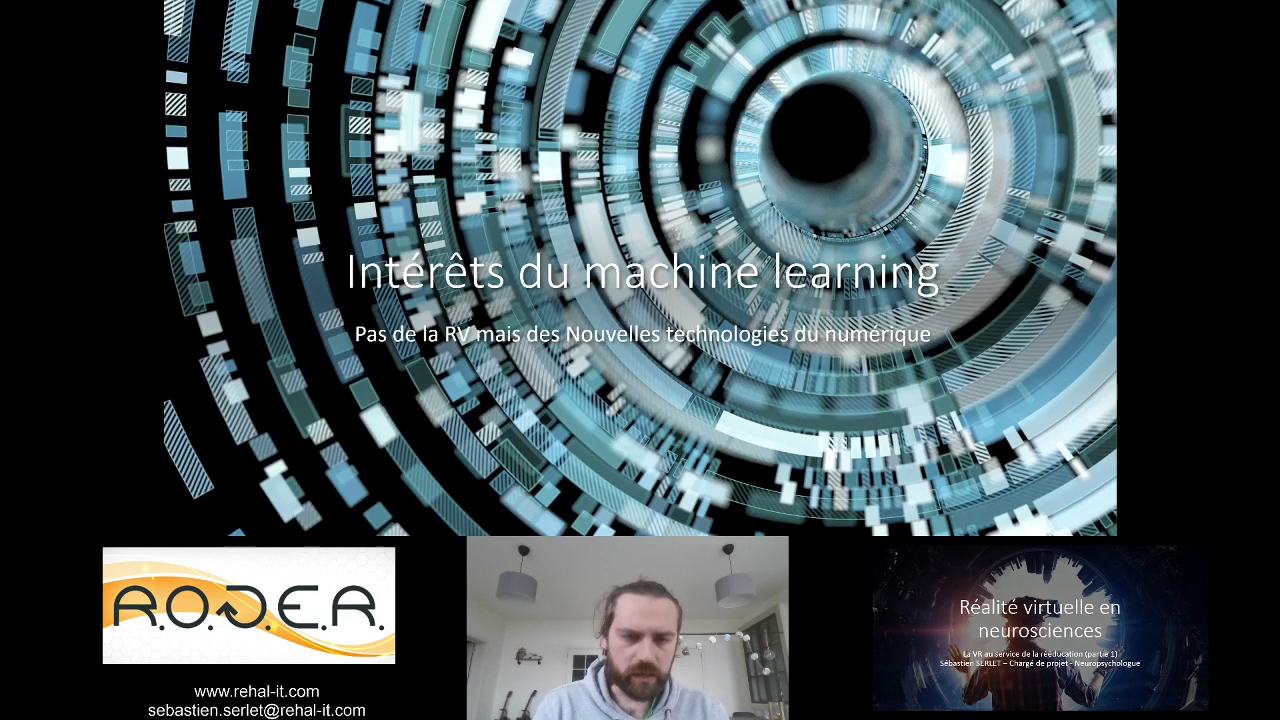 Intérêts du machine learning
Pas de la RV mais des Nouvelles technologies du numérique
R.O.D.E.R.
www.rehal-it.com
sebastien.serlet@rehal-it.com
Réalité virtuelle en
neurosciences
La VR au service de la rééducation (partie 1)
Sébastien SERLET – Chargé de projet - Neuropsychologue